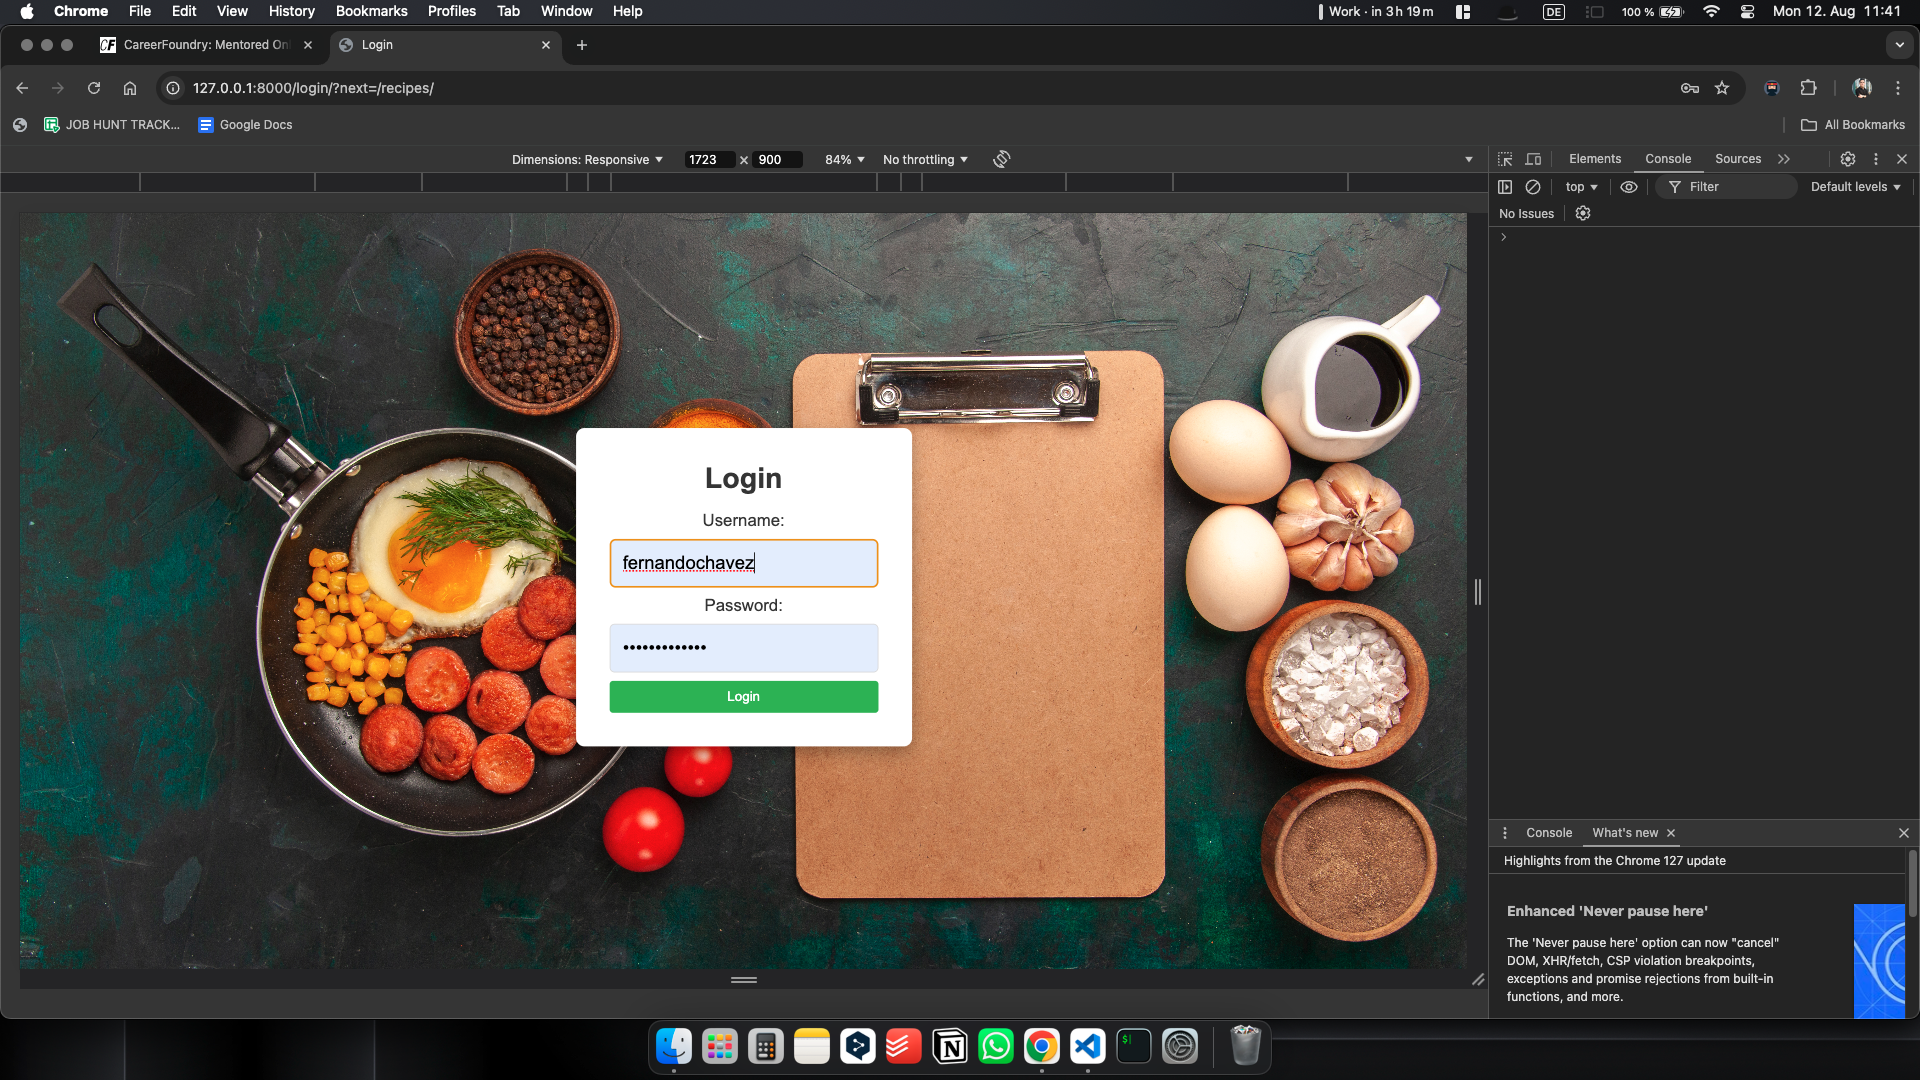 Chrome File Edit View History Bookmarks Profiles Tab Window Help
Work · in 3 h 19 m DE 100 % Mon 12. Aug 11:41
CareerFoundry: Mentored On
Login
127.0.0.1:8000/login/?next=/recipes/
JOB HUNT TRACK...
Google Docs
All Bookmarks
Dimensions: Responsive 1723 × 900 84% No throttling
Elements Console Sources
top Filter Default levels
No Issues
Login
Username:
fernandochavez
Password:
•••••••••••••
Login
Console What's new
Highlights from the Chrome 127 update
Enhanced 'Never pause here'
The 'Never pause here' option can now "cancel"
DOM, XHR/fetch, CSP violation breakpoints,
exceptions and promise rejections from built-in
functions, and more.